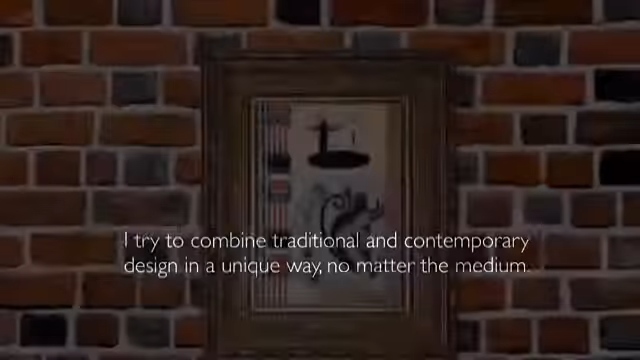 I try to combine traditional and contemporary
design in a unique way, no matter the medium.